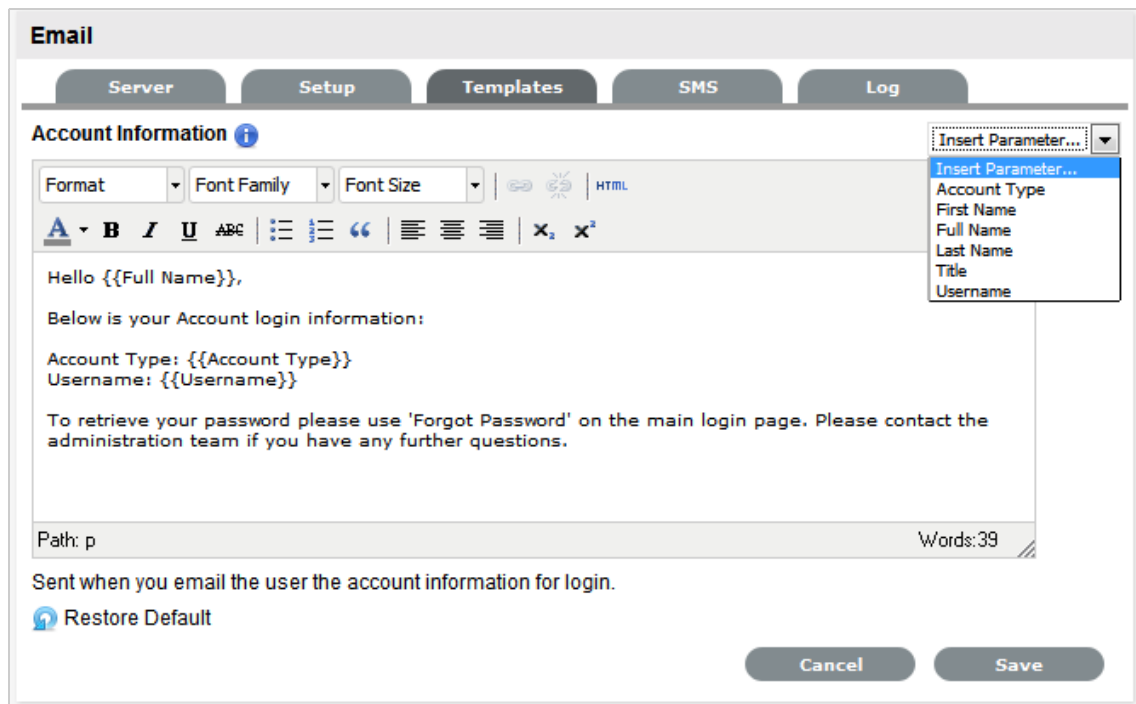 Email
Server Setup Templates SMS Log
Account Information
Insert Parameter...
Insert Parameter...
Account Type
First Name
Full Name
Last Name
Title
Username
Format Font Family Font Size HTML
A B I U ABC x₂ x²
Hello {{Full Name}},
Below is your Account login information:
Account Type: {{Account Type}}
Username: {{Username}}
To retrieve your password please use 'Forgot Password' on the main login page. Please contact the
administration team if you have any further questions.
Path: p Words:39
Sent when you email the user the account information for login.
Restore Default
Cancel Save